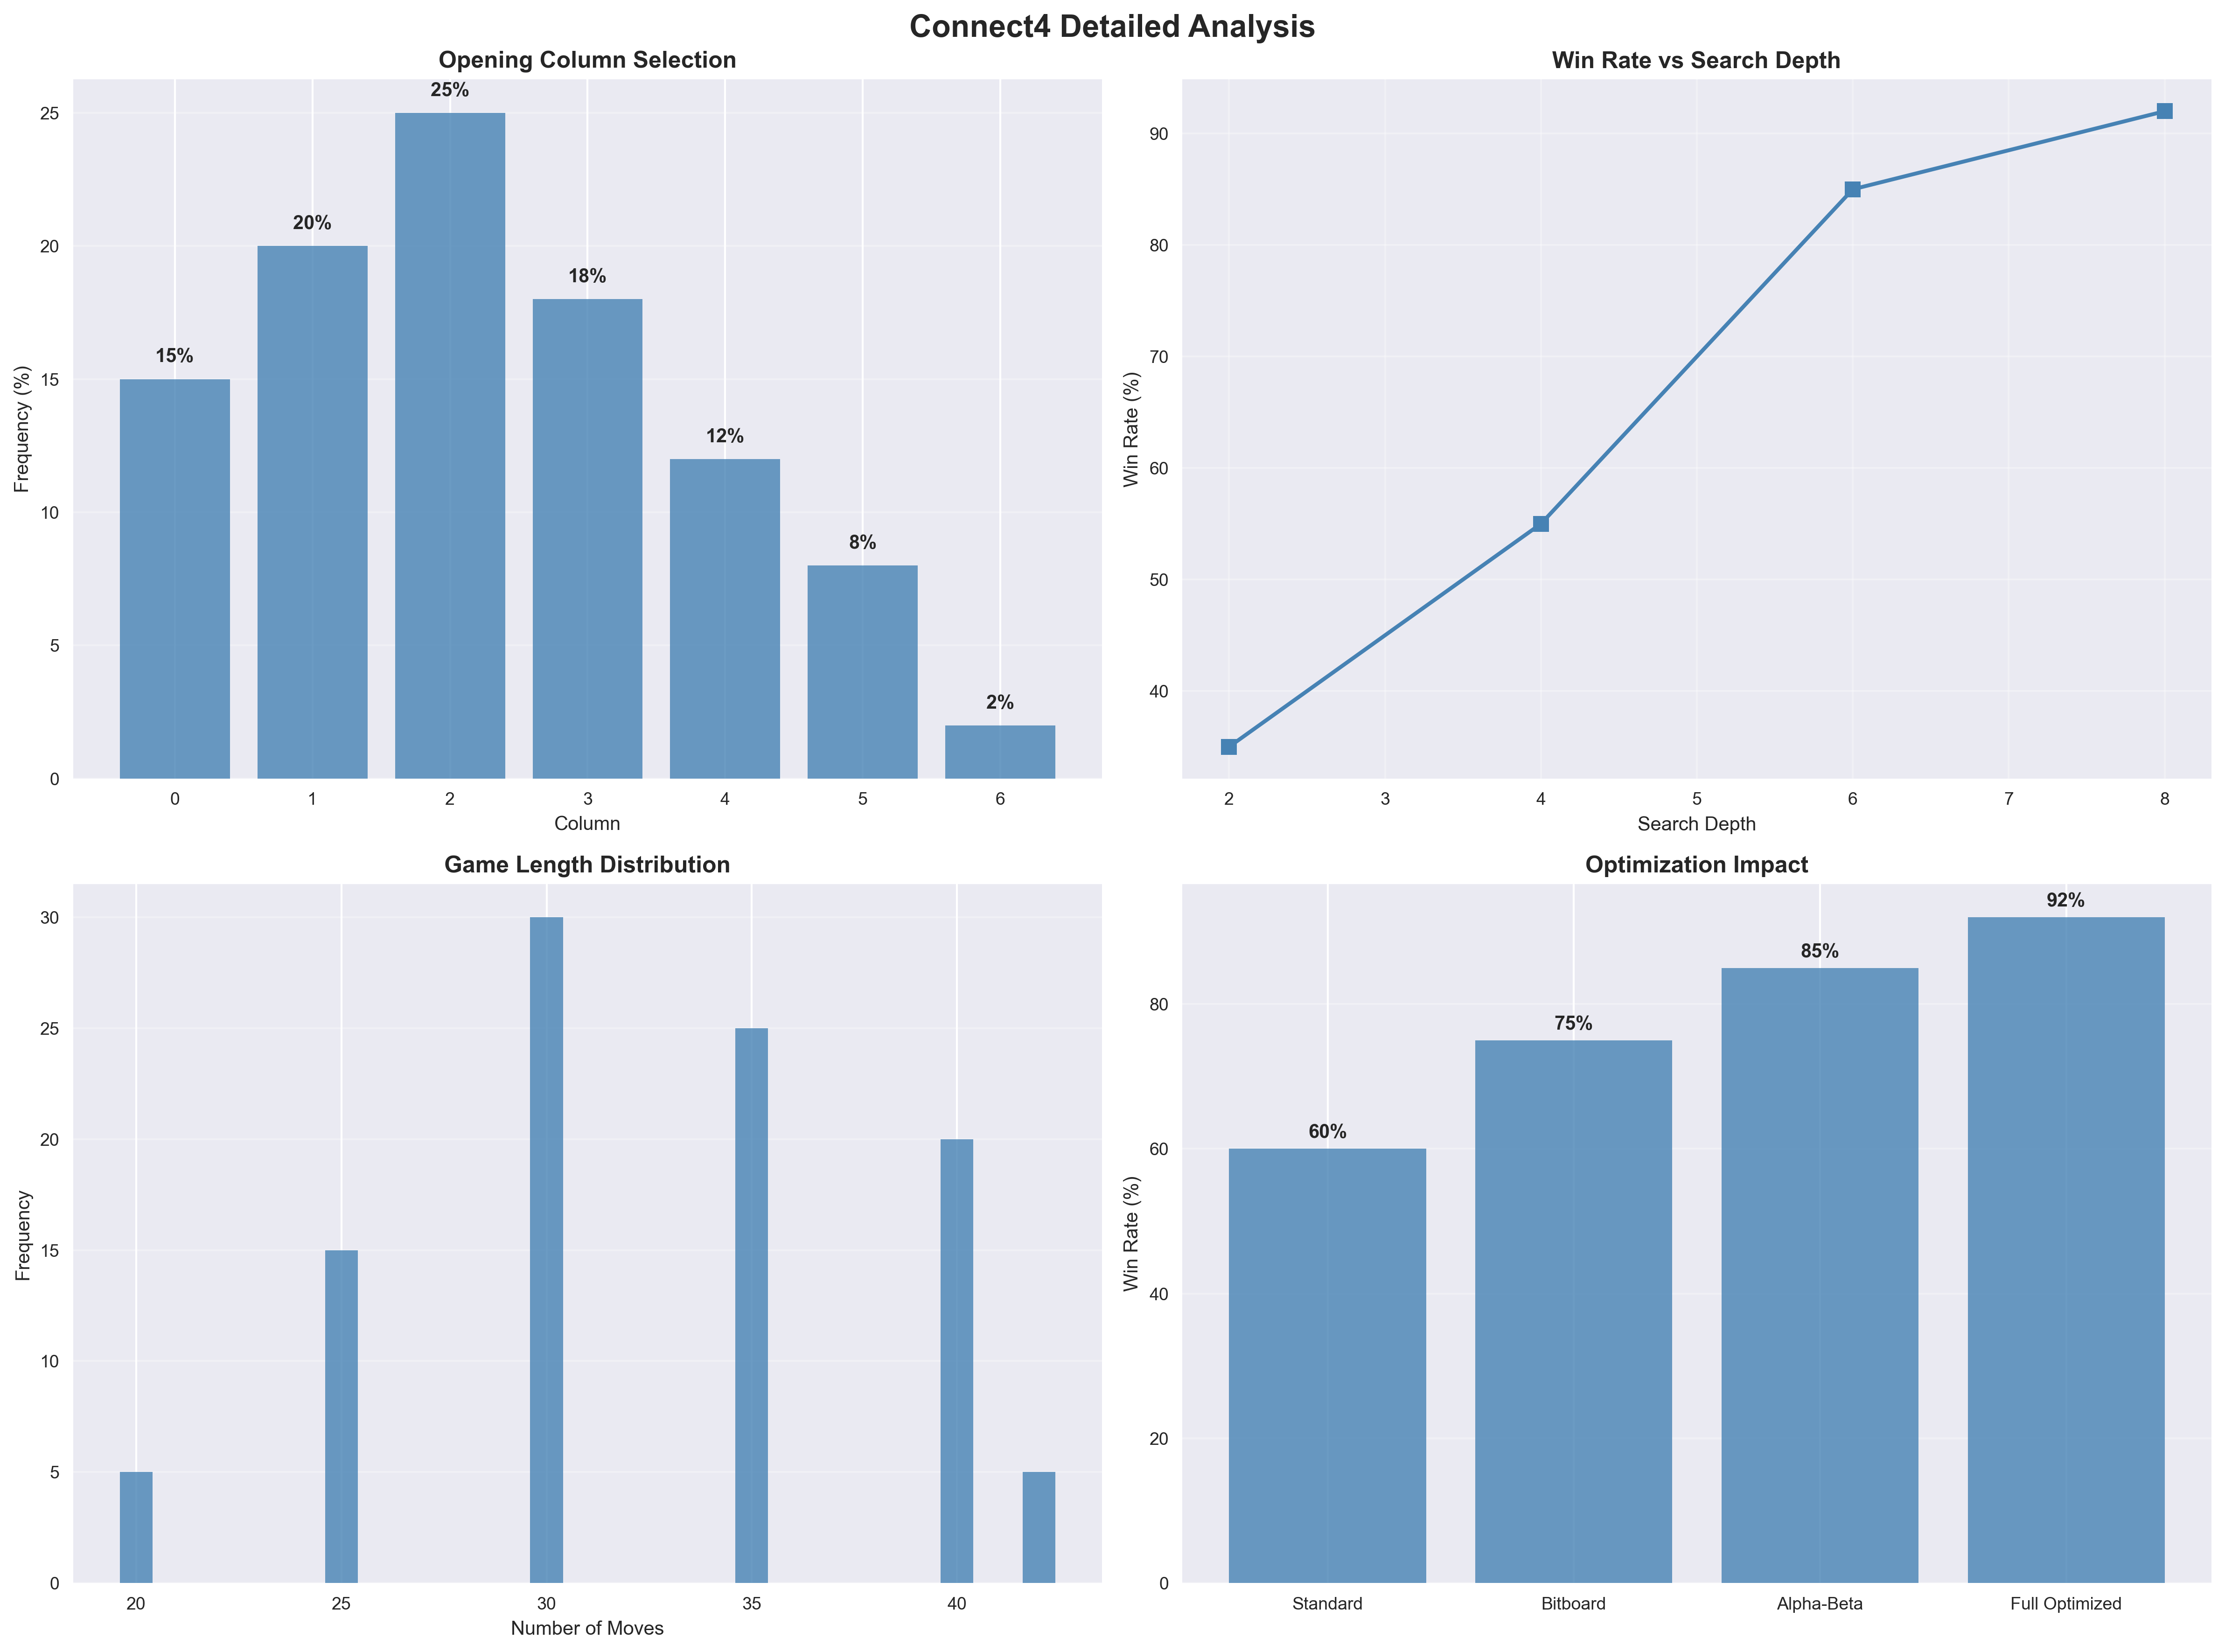 Connect4 Detailed Analysis
Opening Column Selection
25%
20%
18%
15%
12%
8%
2%
25
20
15
10
5
0
Frequency (%)
0 1 2 3 4 5 6
Column
Win Rate vs Search Depth
90
80
70
60
50
40
Win Rate (%)
2 3 4 5 6 7 8
Search Depth
Game Length Distribution
30
25
20
15
10
5
0
Frequency
20 25 30 35 40
Number of Moves
Optimization Impact
92%
85%
75%
60%
80
60
40
20
0
Win Rate (%)
Standard Bitboard Alpha-Beta Full Optimized